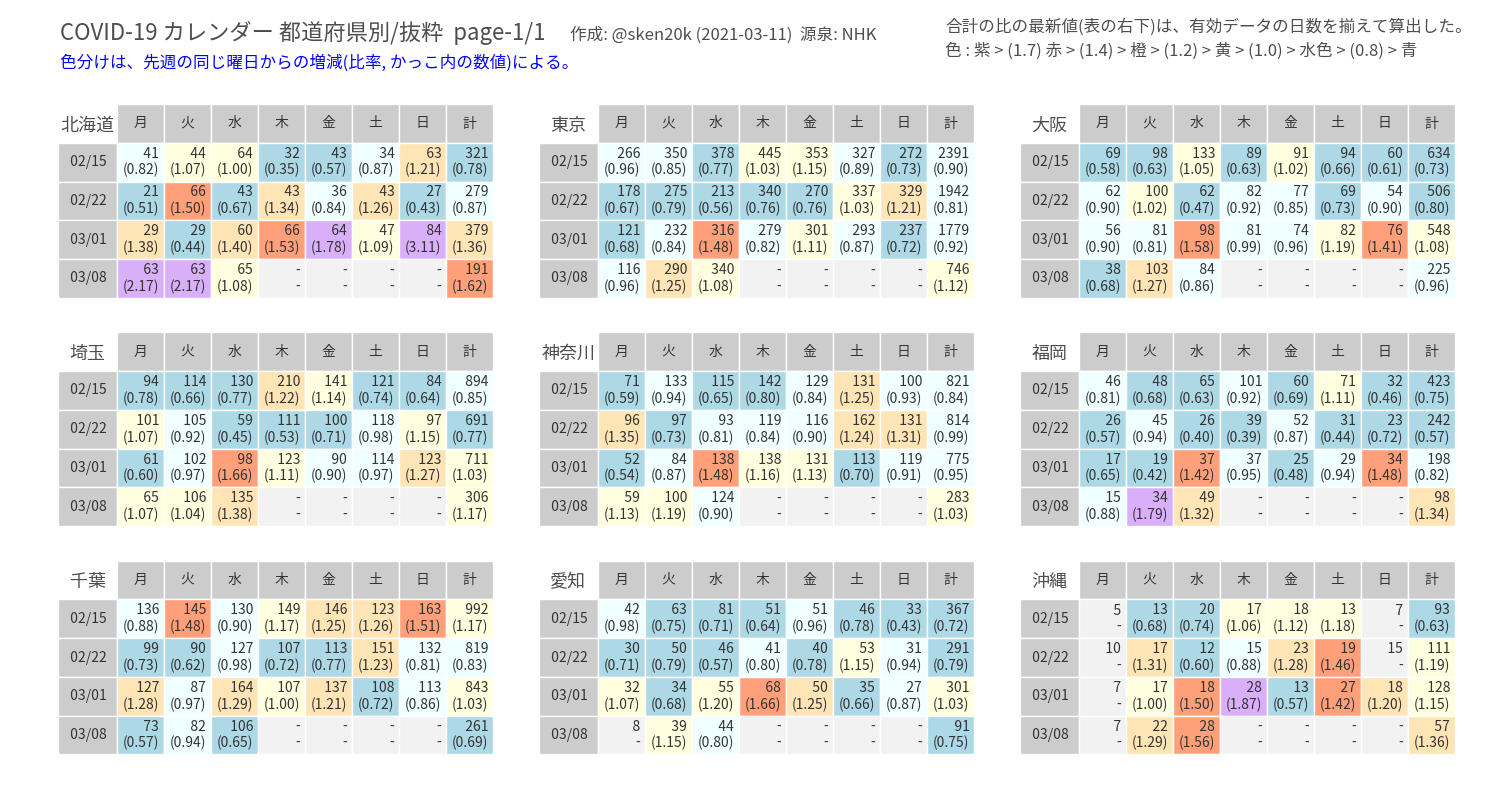 COVID-19 カレンダー 都道府県別/抜粋 page-1/1 作成: @sken20k (2021-03-11) 源泉: NHK
色分けは、先週の同じ曜日からの増減(比率, かっこ内の数値)による。
合計の比の最新値(表の右下)は、有効データの日数を揃えて算出した。
色 : 紫 > (1.7) 赤 > (1.4) > 橙 > (1.2) > 黄 > (1.0) > 水色 > (0.8) > 青
北海道 月 火 水 木 金 土 日 計
02/15 41 44 64 32 43 34 63 321
(0.82) (1.07) (1.00) (0.35) (0.57) (0.87) (1.21) (0.78)
02/22 21 66 43 43 36 43 27 279
(0.51) (1.50) (0.67) (1.34) (0.84) (1.26) (0.43) (0.87)
03/01 29 29 60 66 64 47 84 379
(1.38) (0.44) (1.40) (1.53) (1.78) (1.09) (3.11) (1.36)
03/08 63 63 65 - - - - 191
(2.17) (2.17) (1.08) - - - - (1.62)
東京 月 火 水 木 金 土 日 計
02/15 266 350 378 445 353 327 272 2391
(0.96) (0.85) (0.77) (1.03) (1.15) (0.89) (0.73) (0.90)
02/22 178 275 213 340 270 337 329 1942
(0.67) (0.79) (0.56) (0.76) (0.76) (1.03) (1.21) (0.81)
03/01 121 232 316 279 301 293 237 1779
(0.68) (0.84) (1.48) (0.82) (1.11) (0.87) (0.72) (0.92)
03/08 116 290 340 - - - - 746
(0.96) (1.25) (1.08) - - - - (1.12)
大阪 月 火 水 木 金 土 日 計
02/15 69 98 133 89 91 94 60 634
(0.58) (0.63) (1.05) (0.63) (1.02) (0.66) (0.61) (0.73)
02/22 62 100 62 82 77 69 54 506
(0.90) (1.02) (0.47) (0.92) (0.85) (0.73) (0.90) (0.80)
03/01 56 81 98 81 74 82 76 548
(0.90) (0.81) (1.58) (0.99) (0.96) (1.19) (1.41) (1.08)
03/08 38 103 84 - - - - 225
(0.68) (1.27) (0.86) - - - - (0.96)
埼玉 月 火 水 木 金 土 日 計
02/15 94 114 130 210 141 121 84 894
(0.78) (0.66) (0.77) (1.22) (1.14) (0.74) (0.64) (0.85)
02/22 101 105 59 111 100 118 97 691
(1.07) (0.92) (0.45) (0.53) (0.71) (0.98) (1.15) (0.77)
03/01 61 102 98 123 90 114 123 711
(0.60) (0.97) (1.66) (1.11) (0.90) (0.97) (1.27) (1.03)
03/08 65 106 135 - - - - 306
(1.07) (1.04) (1.38) - - - - (1.17)
神奈川 月 火 水 木 金 土 日 計
02/15 71 133 115 142 129 131 100 821
(0.59) (0.94) (0.65) (0.80) (0.84) (1.25) (0.93) (0.84)
02/22 96 97 93 119 116 162 131 814
(1.35) (0.73) (0.81) (0.84) (0.90) (1.24) (1.31) (0.99)
03/01 52 84 138 138 131 113 119 775
(0.54) (0.87) (1.48) (1.16) (1.13) (0.70) (0.91) (0.95)
03/08 59 100 124 - - - - 283
(1.13) (1.19) (0.90) - - - - (1.03)
福岡 月 火 水 木 金 土 日 計
02/15 46 48 65 101 60 71 32 423
(0.81) (0.68) (0.63) (0.92) (0.69) (1.11) (0.46) (0.75)
02/22 26 45 26 39 52 31 23 242
(0.57) (0.94) (0.40) (0.39) (0.87) (0.44) (0.72) (0.57)
03/01 17 19 37 37 25 29 34 198
(0.65) (0.42) (1.42) (0.95) (0.48) (0.94) (1.48) (0.82)
03/08 15 34 49 - - - - 98
(0.88) (1.79) (1.32) - - - - (1.34)
千葉 月 火 水 木 金 土 日 計
02/15 136 145 130 149 146 123 163 992
(0.88) (1.48) (0.90) (1.17) (1.25) (1.26) (1.51) (1.17)
02/22 99 90 127 107 113 151 132 819
(0.73) (0.62) (0.98) (0.72) (0.77) (1.23) (0.81) (0.83)
03/01 127 87 164 107 137 108 113 843
(1.28) (0.97) (1.29) (1.00) (1.21) (0.72) (0.86) (1.03)
03/08 73 82 106 - - - - 261
(0.57) (0.94) (0.65) - - - - (0.69)
愛知 月 火 水 木 金 土 日 計
02/15 42 63 81 51 51 46 33 367
(0.98) (0.75) (0.71) (0.64) (0.96) (0.78) (0.43) (0.72)
02/22 30 50 46 41 40 53 31 291
(0.71) (0.79) (0.57) (0.80) (0.78) (1.15) (0.94) (0.79)
03/01 32 34 55 68 50 35 27 301
(1.07) (0.68) (1.20) (1.66) (1.25) (0.66) (0.87) (1.03)
03/08 8 39 44 - - - - 91
- (1.15) (0.80) - - - - (0.75)
沖縄 月 火 水 木 金 土 日 計
02/15 5 13 20 17 18 13 7 93
- (0.68) (0.74) (1.06) (1.12) (1.18) - (0.63)
02/22 10 17 12 15 23 19 15 111
- (1.31) (0.60) (0.88) (1.28) (1.46) - (1.19)
03/01 7 17 18 28 13 27 18 128
- (1.00) (1.50) (1.87) (0.57) (1.42) (1.20) (1.15)
03/08 7 22 28 - - - - 57
- (1.29) (1.56) - - - - (1.36)